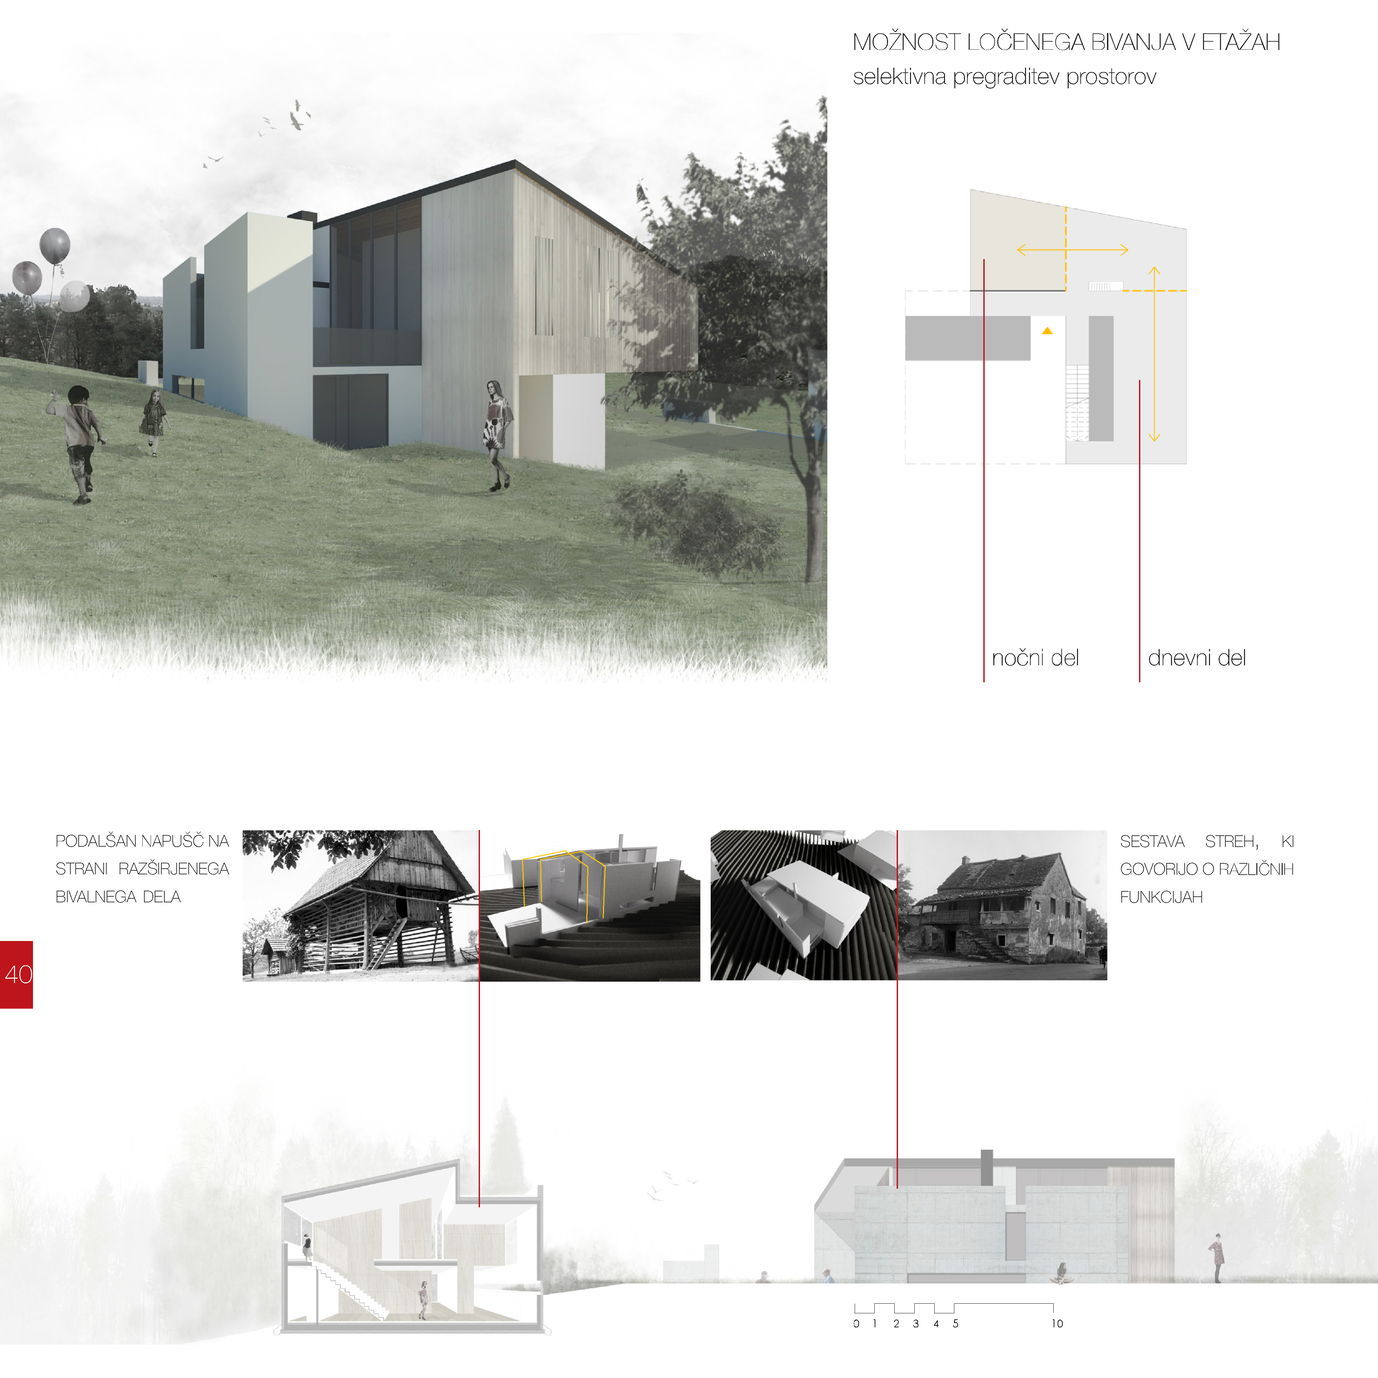 MOŽNOST LOČENEGA BIVANJA V ETAŽAH
selektivna pregraditev prostorov
nočni del
dnevni del
PODALŠAN NAPUŠČ NA
STRANI RAZŠIRJENEGA
BIVALNEGA DELA
SESTAVA STREH, KI
GOVORIJO O RAZLIČNIH
FUNKCIJAH
40
0 1 2 3 4 5 10